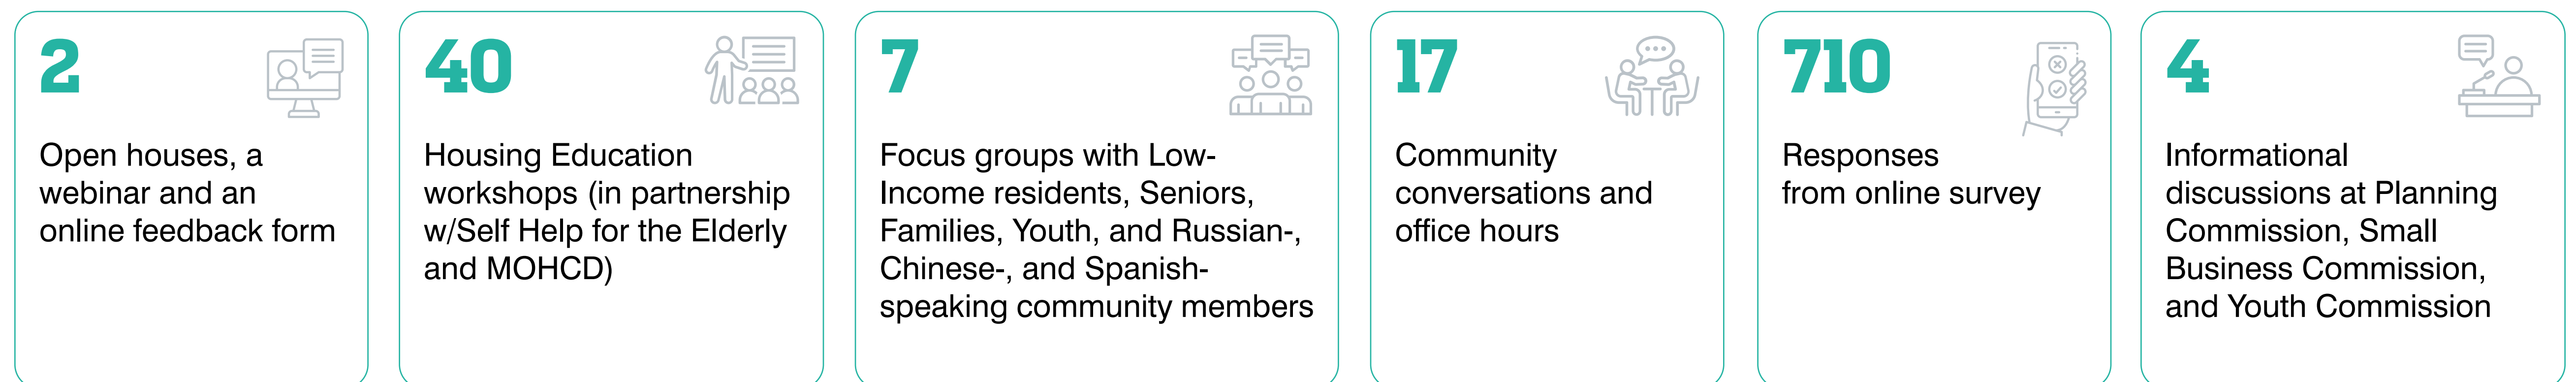 2
Open houses, a
webinar and an
online feedback form
40
Housing Education
workshops (in partnership
w/Self Help for the Elderly
and MOHCD)
7
Focus groups with Low-
Income residents, Seniors,
Families, Youth, and Russian-,
Chinese-, and Spanish-
speaking community members
17
Community
conversations and
office hours
710
Responses
from online survey
4
Informational
discussions at Planning
Commission, Small
Business Commission,
and Youth Commission